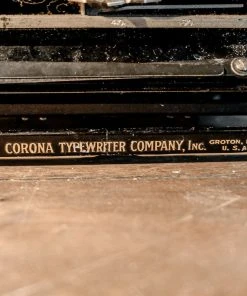 CORONA TYPEWRITER COMPANY, INC.
GROTON,
U.S.A